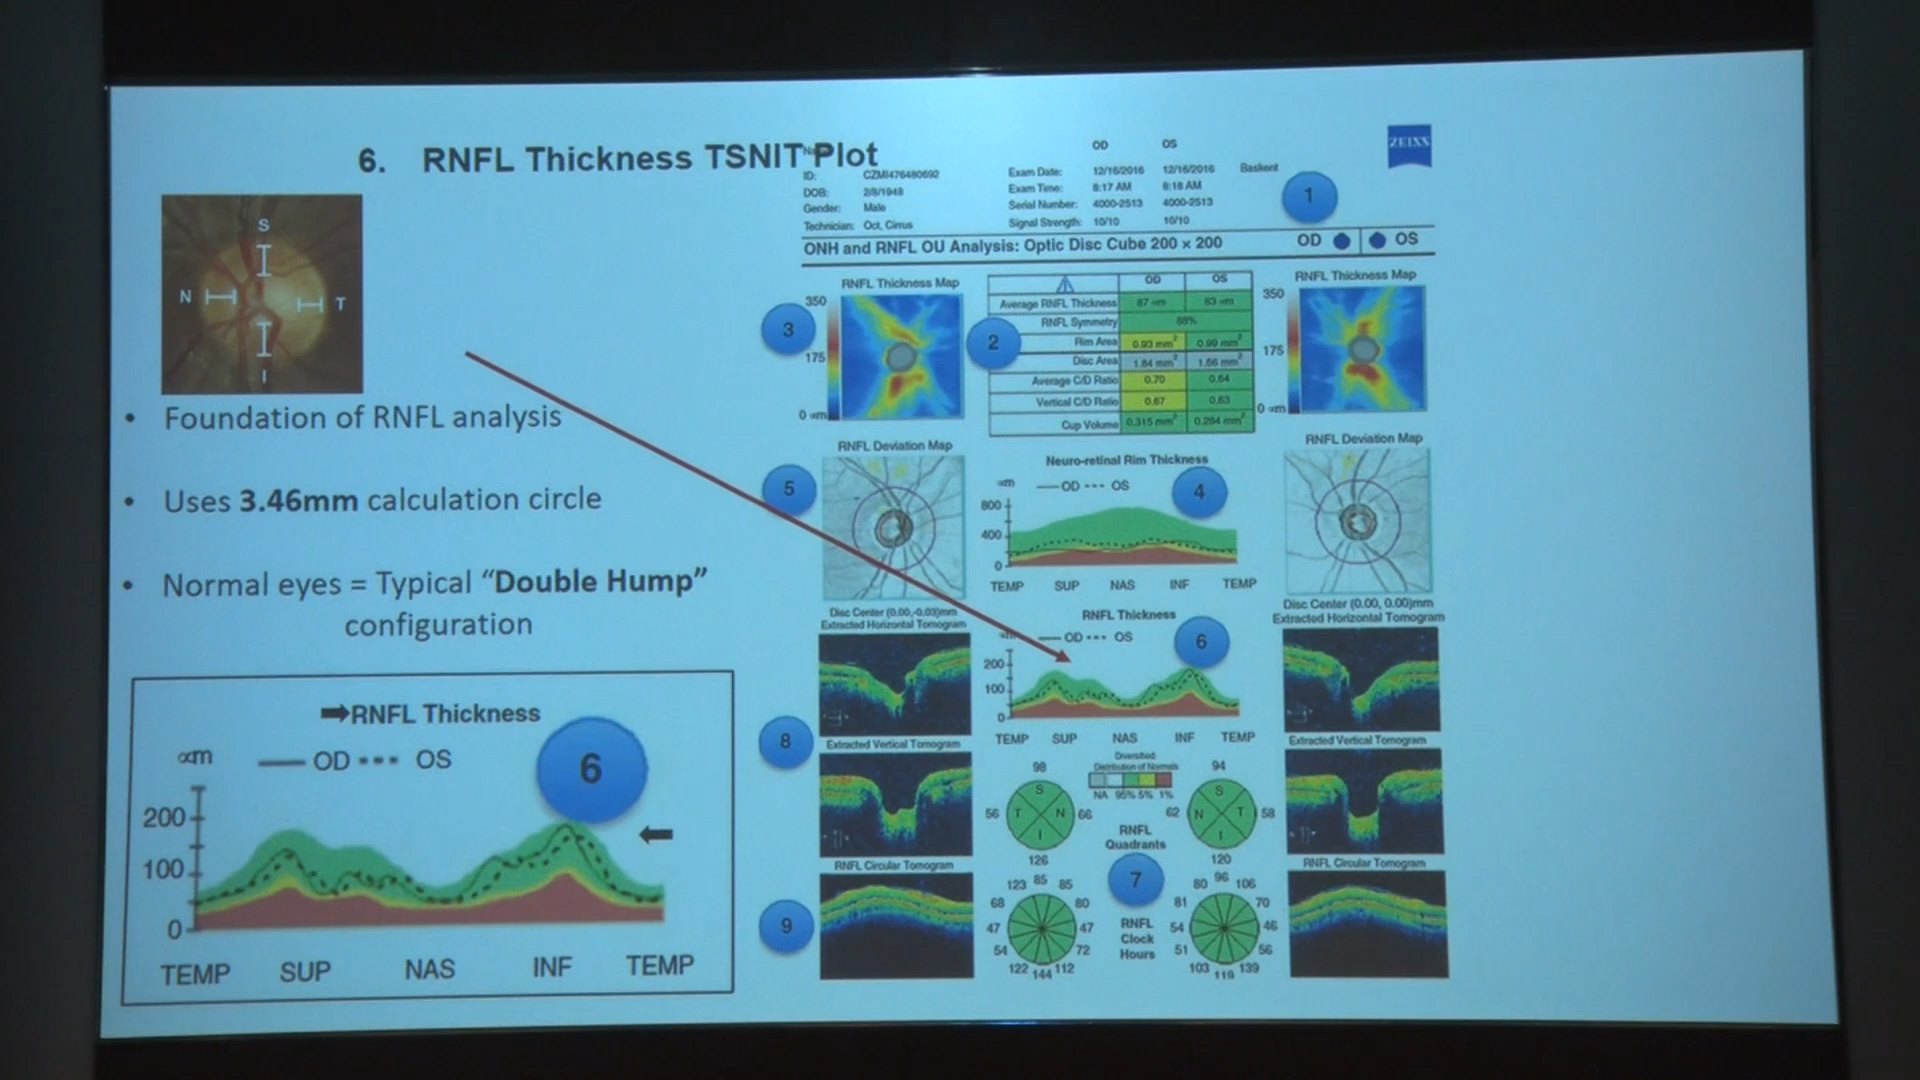 6. RNFL Thickness TSNIT Plot
S
N
T
I
• Foundation of RNFL analysis
• Uses 3.46mm calculation circle
• Normal eyes = Typical “Double Hump”
configuration
RNFL Thickness
αm
OD OS
6
200
100
0
TEMP SUP NAS INF TEMP
OD OS
ID: CZMI476480692
DOB: 2/8/1948
Gender: Male
Technician: Oct, Cirrus
Exam Date: 12/16/2016 12/16/2016 Baskent
Exam Time: 8:17 AM 8:18 AM
Serial Number: 4000-2513 4000-2513
Signal Strength: 10/10 10/10
ZEISS
1
ONH and RNFL OU Analysis: Optic Disc Cube 200 × 200 OD OS
RNFL Thickness Map
350
175
0 αm
3
2
OD OS
Average RNFL Thickness 87 αm 83 αm
RNFL Symmetry 88%
Rim Area 0.93 mm² 0.99 mm²
Disc Area 1.84 mm² 1.86 mm²
Average C/D Ratio 0.70 0.64
Vertical C/D Ratio 0.67 0.63
Cup Volume 0.315 mm² 0.284 mm²
RNFL Thickness Map
350
175
0 αm
RNFL Deviation Map
5
Disc Center (0.00,-0.03)mm
Extracted Horizontal Tomogram
8
Extracted Vertical Tomogram
RNFL Circular Tomogram
9
Neuro-retinal Rim Thickness
αm
OD OS
4
800
400
0
TEMP SUP NAS INF TEMP
RNFL Thickness
OD OS
6
200
100
0
TEMP SUP NAS INF TEMP
Diversified:
Distribution of Normals
NA 95% 5% 1%
98
56 T S N I 66
126
94
62 N S T I 58
120
RNFL
Quadrants
7
123 85 85
68 80
47 47
54 72
122 144 112
RNFL
Clock
Hours
80 96 106
81 70
54 46
51 56
103 119 139
RNFL Deviation Map
Disc Center (0.00, 0.00)mm
Extracted Horizontal Tomogram
Extracted Vertical Tomogram
RNFL Circular Tomogram